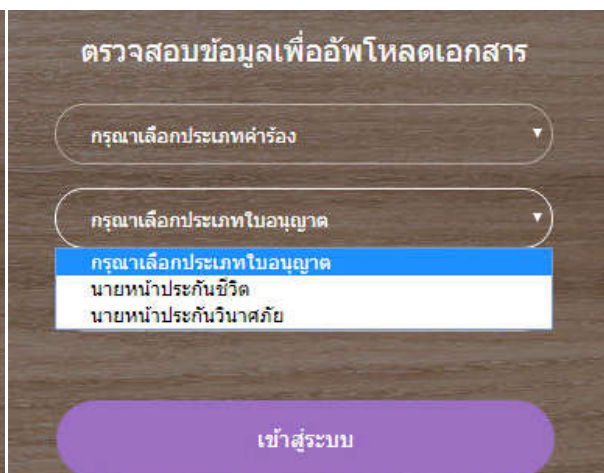 ตรวจสอบข้อมูลเพื่ออัพโหลดเอกสาร
กรุณาเลือกประเภทคำร้อง
กรุณาเลือกประเภทใบอนุญาต
กรุณาเลือกประเภทใบอนุญาต
นายหน้าประกันชีวิต
นายหน้าประกันวินาศภัย
เข้าสู่ระบบ